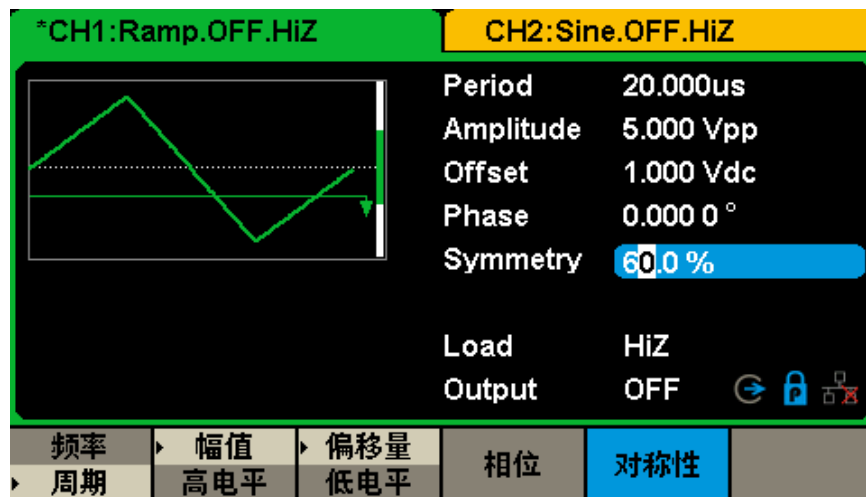 *CH1:Ramp.OFF.HiZ CH2:Sine.OFF.HiZ
Period 20.000us
Amplitude 5.000 Vpp
Offset 1.000 Vdc
Phase 0.000 0°
Symmetry 60.0 %
Load HiZ
Output OFF P
频率 幅值 偏移量
相位 对称性
周期 高电平 低电平